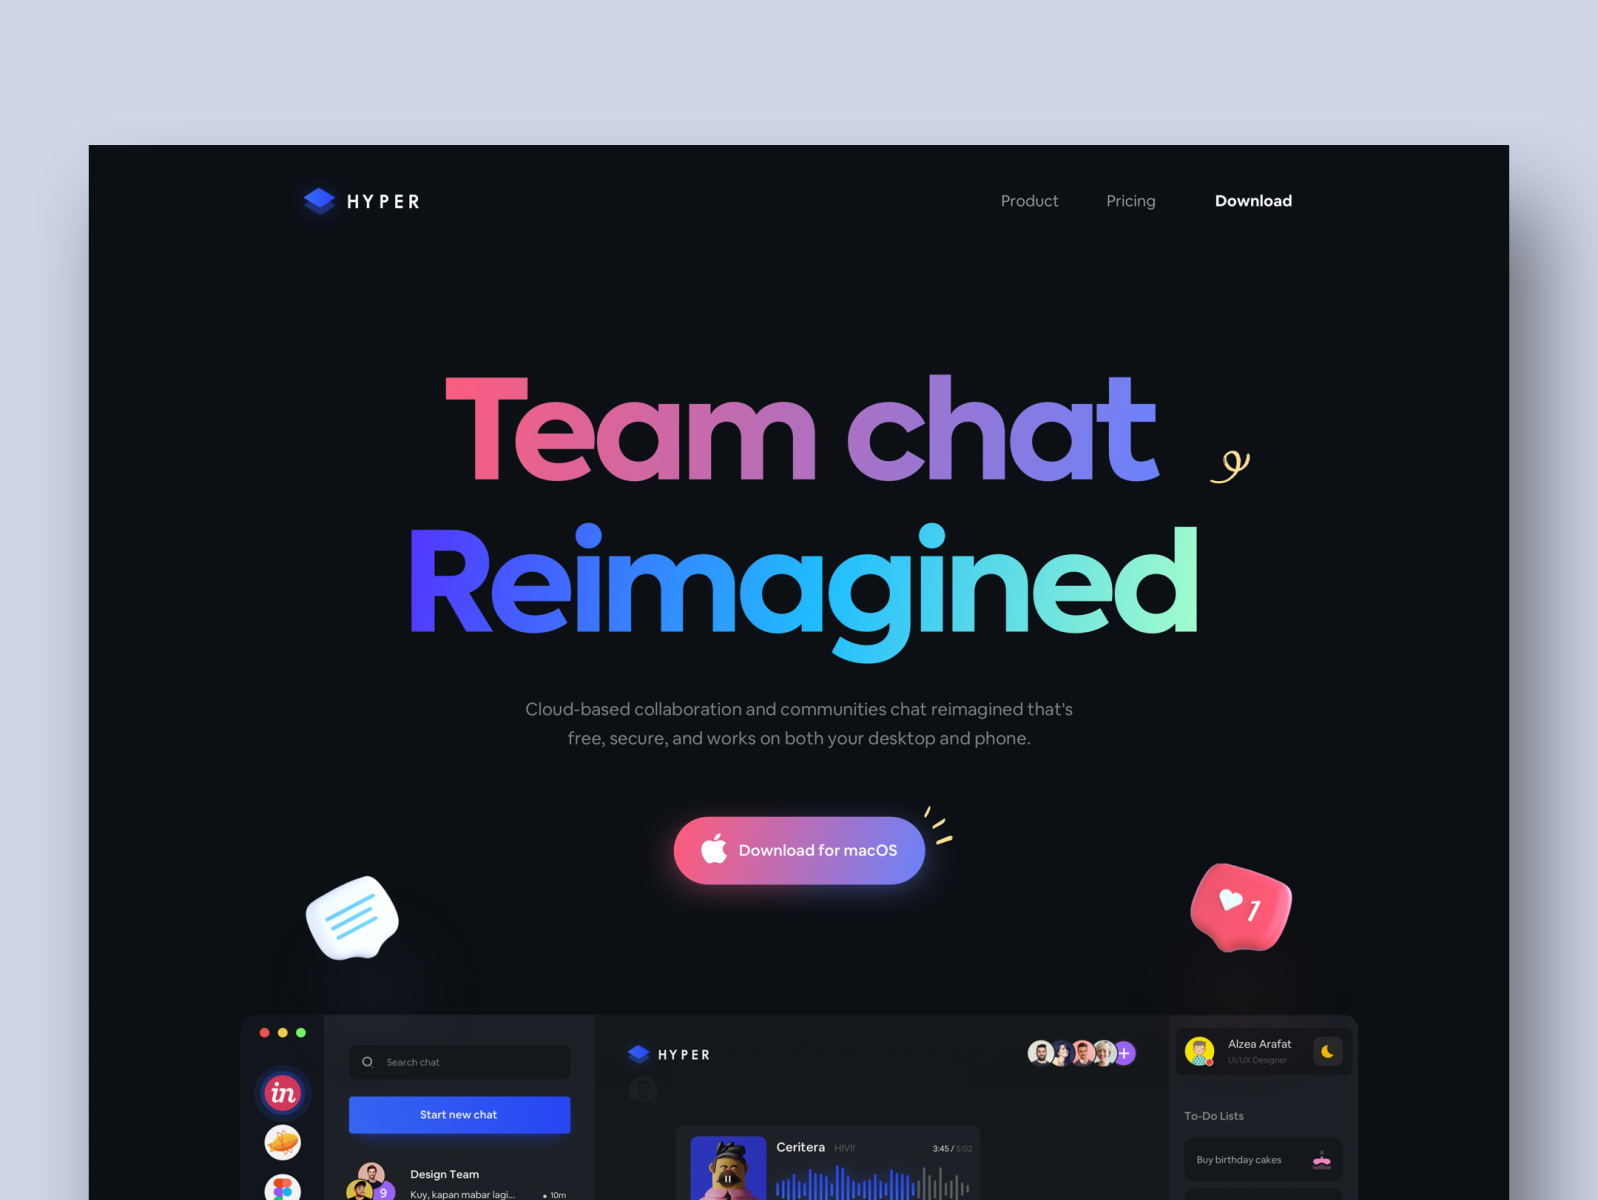 HYPER
Product Pricing Download
Team chat
Reimagined
Cloud-based collaboration and communities chat reimagined that's
free, secure, and works on both your desktop and phone.
Download for macOS
1
in
Search chat
Start new chat
Design Team
9
Kuy, kapan mabar lagi... • 10m
HYPER
+
Ceritera HIVI! 3:45 / 5:02
Alzea Arafat
UI/UX Designer
To-Do Lists
Buy birthday cakes